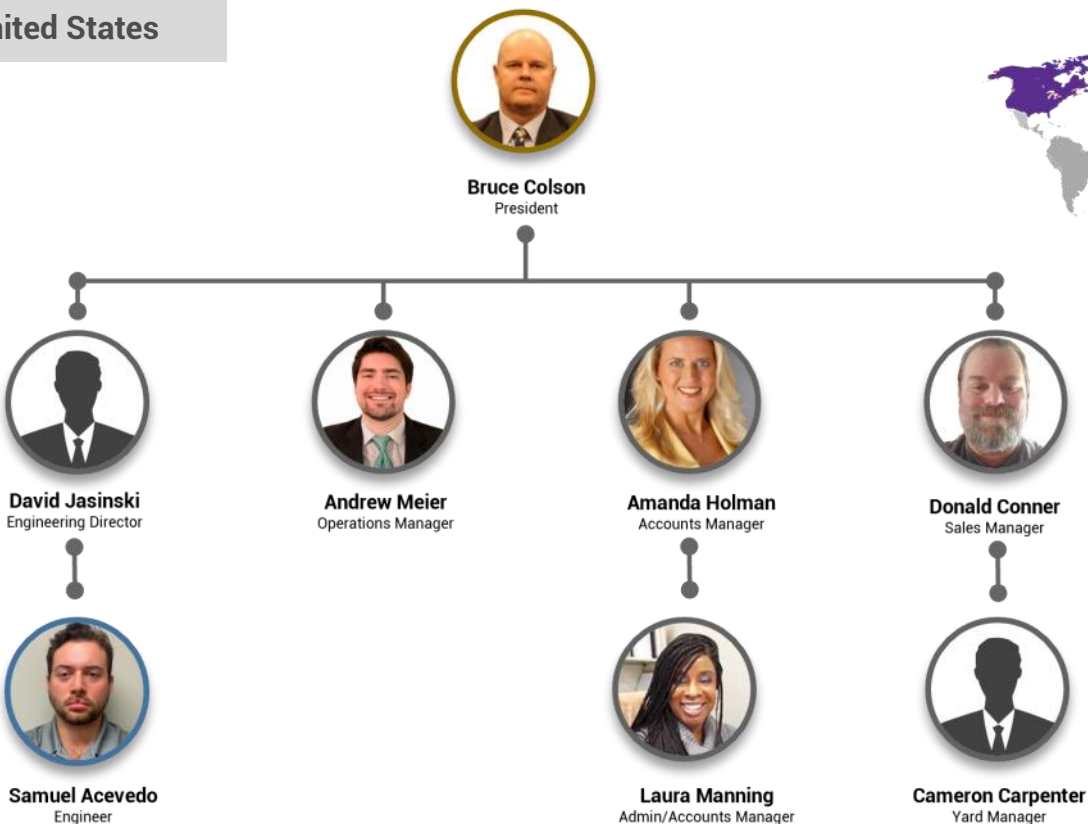 nited States
Bruce Colson
President
David Jasinski
Engineering Director
Andrew Meier
Operations Manager
Amanda Holman
Accounts Manager
Donald Conner
Sales Manager
Samuel Acevedo
Engineer
Laura Manning
Admin/Accounts Manager
Cameron Carpenter
Yard Manager